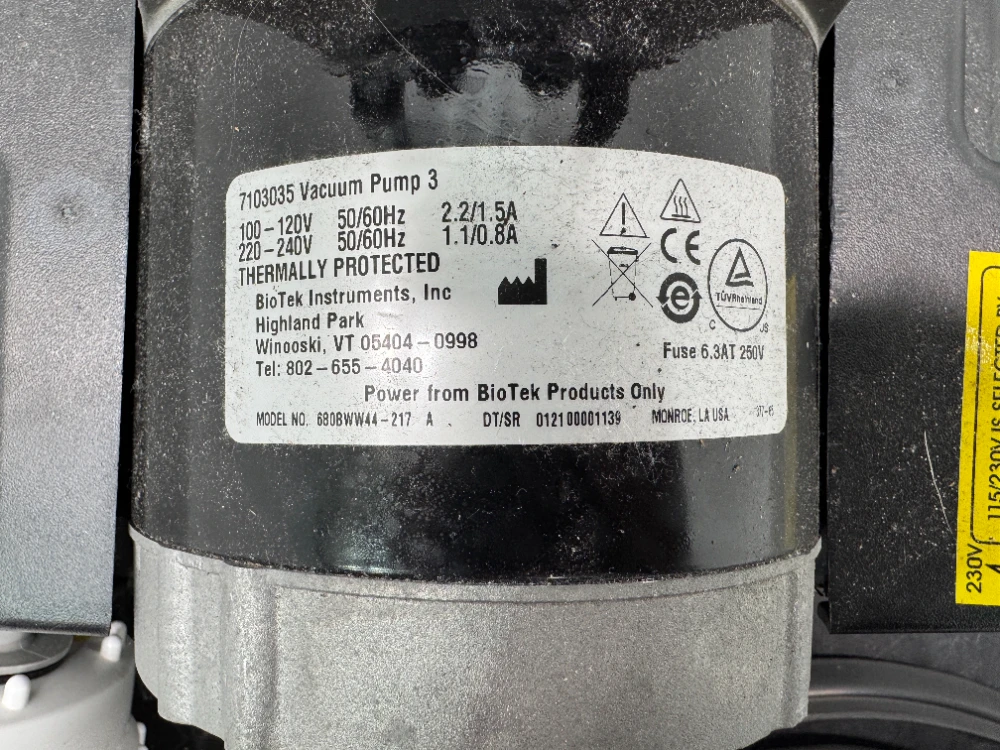 7103035 Vacuum Pump 3
100-120V 50/60Hz 2.2/1.5A
220-240V 50/60Hz 1.1/0.8A
THERMALLY PROTECTED
BioTek Instruments, Inc
Highland Park
Winooski, VT 05404-0998
Tel: 802-655-4040
CE
e
TÜVRheinland
C US
Fuse 6.3AT 250V
Power from BioTek Products Only
MODEL NO. 680BWW44-217 A DT/SR 012100001139 MONROE, LA USA
230V
115/230V IS SELECTED